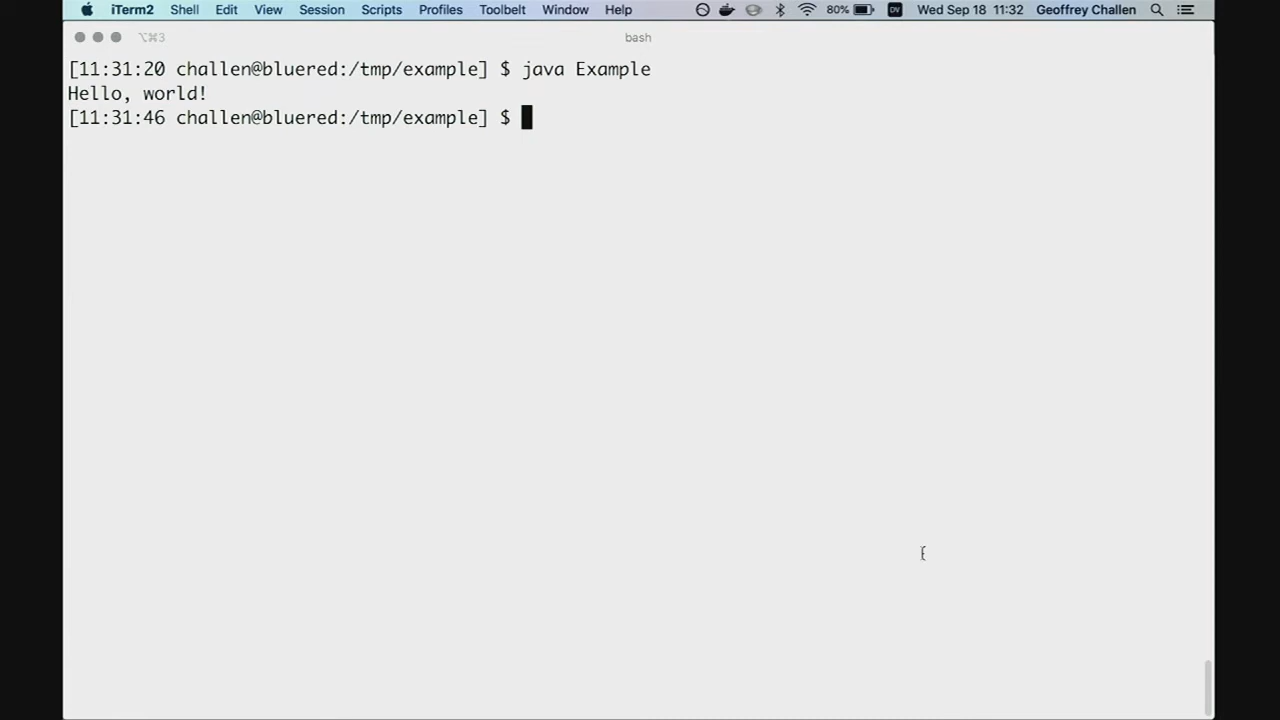 iTerm2 Shell Edit View Session Scripts Profiles Toolbelt Window Help 80% DV Wed Sep 18 11:32 Geoffrey Challen
⌥⌘3 bash
[11:31:20 challen@bluered:/tmp/example] $ java Example
Hello, world!
[11:31:46 challen@bluered:/tmp/example] $